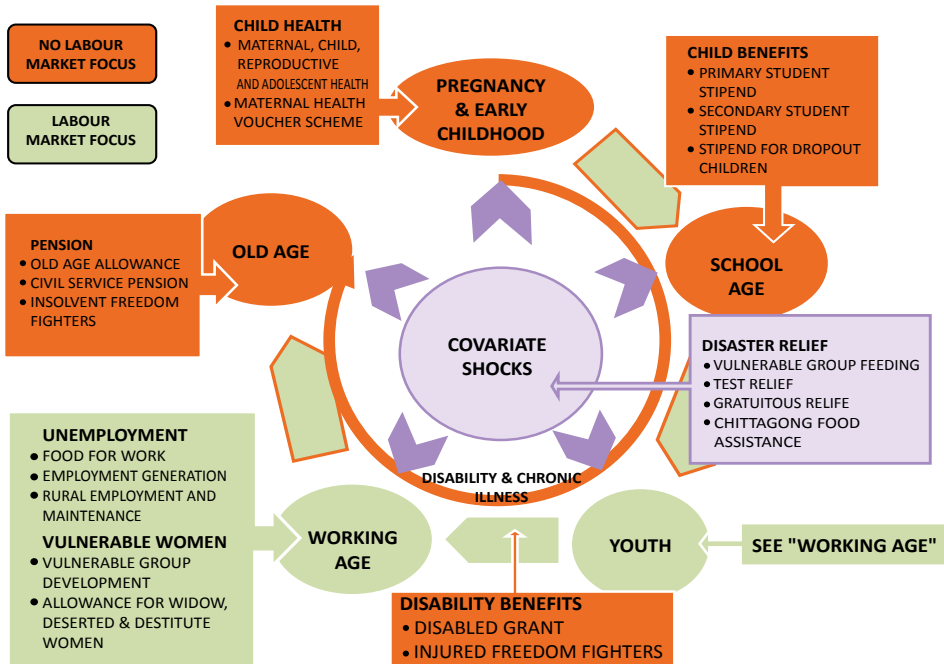 NO LABOUR
MARKET FOCUS
LABOUR
MARKET FOCUS
CHILD HEALTH
• MATERNAL, CHILD,
REPRODUCTIVE
AND ADOLESCENT HEALTH
• MATERNAL HEALTH
VOUCHER SCHEME
PREGNANCY
& EARLY
CHILDHOOD
CHILD BENEFITS
• PRIMARY STUDENT
STIPEND
• SECONDARY STUDENT
STIPEND
• STIPEND FOR DROPOUT
CHILDREN
SCHOOL
AGE
PENSION
• OLD AGE ALLOWANCE
• CIVIL SERVICE PENSION
• INSOLVENT FREEDOM
FIGHTERS
OLD AGE
COVARIATE
SHOCKS
DISASTER RELIEF
• VULNERABLE GROUP FEEDING
• TEST RELIEF
• GRATUITOUS RELIFE
• CHITTAGONG FOOD
ASSISTANCE
UNEMPLOYMENT
• FOOD FOR WORK
• EMPLOYMENT GENERATION
• RURAL EMPLOYMENT AND
MAINTENANCE
VULNERABLE WOMEN
• VULNERABLE GROUP
DEVELOPMENT
• ALLOWANCE FOR WIDOW,
DESERTED & DESTITUTE
WOMEN
DISABILITY & CHRONIC
ILLNESS
WORKING
AGE
YOUTH
SEE "WORKING AGE"
DISABILITY BENEFITS
• DISABLED GRANT
• INJURED FREEDOM FIGHTERS